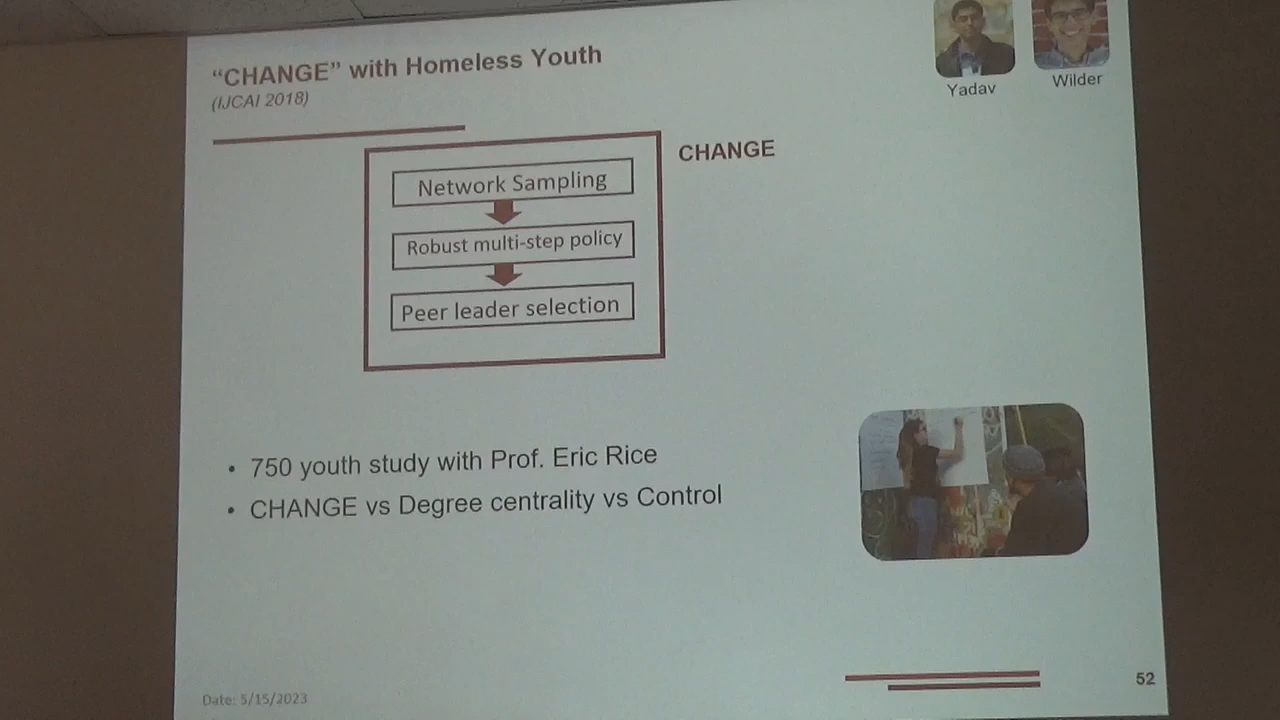 “CHANGE” with Homeless Youth
(IJCAI 2018)
Yadav
Wilder
CHANGE
Network Sampling
Robust multi-step policy
Peer leader selection
• 750 youth study with Prof. Eric Rice
• CHANGE vs Degree centrality vs Control
Date: 5/15/2023
52